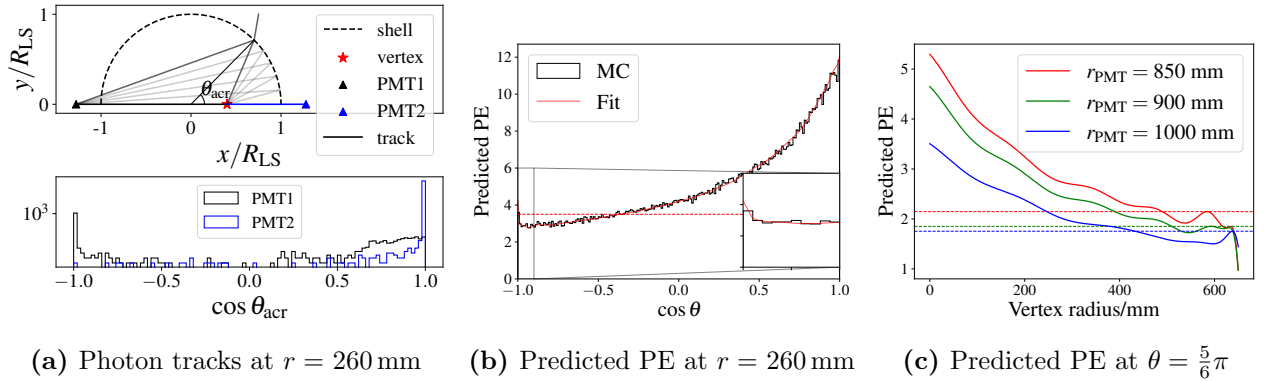 1
0
y/R_LS
θ_acr
-1
0
1
x/R_LS
shell
vertex
PMT1
PMT2
track
10³
PMT1
PMT2
−1.0
−0.5
0.0
0.5
1.0
cos θ_acr
(a) Photon tracks at r = 260 mm
12
10
8
6
4
2
0
Predicted PE
MC
Fit
−1.0
−0.5
0.0
0.5
1.0
cos θ
(b) Predicted PE at r = 260 mm
5
4
3
2
1
Predicted PE
r_PMT = 850 mm
r_PMT = 900 mm
r_PMT = 1000 mm
0
200
400
600
Vertex radius/mm
(c) Predicted PE at θ = 5/6 π